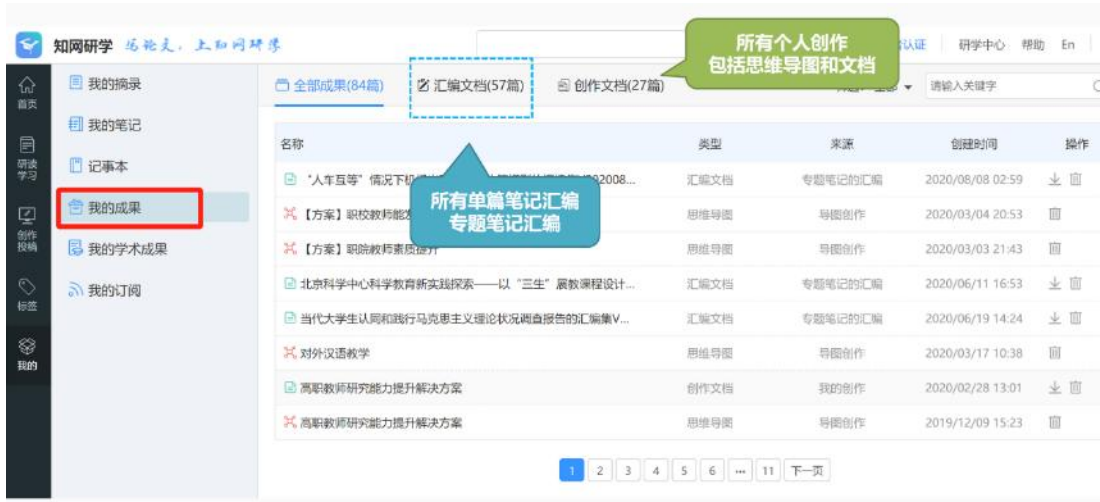 知网研学 写论文，上知网研学
研学中心 帮助 En
所有个人创作
包括思维导图和文档
首页
研读
学习
创作
投稿
标签
我的
我的摘录
我的笔记
记事本
我的成果
我的学术成果
我的订阅
全部成果(84篇) 汇编文档(57篇) 创作文档(27篇) 请输入关键字
名称 类型 来源 创建时间 操作
所有单篇笔记汇编
专题笔记汇编
“人车互等”情况下机 汇编文档 专题笔记的汇编 2020/08/08 02:59
【方案】职校教师能 思维导图 导图创作 2020/03/04 20:53
【方案】职院教师素质提升 思维导图 导图创作 2020/03/03 21:43
北京科学中心科学教育新实践探索——以“三生”展教课程设计... 汇编文档 专题笔记的汇编 2020/06/11 16:53
当代大学生认同和践行马克思主义理论状况调查报告的汇编集V... 汇编文档 专题笔记的汇编 2020/06/19 14:24
对外汉语教学 思维导图 导图创作 2020/03/17 10:38
高职教师研究能力提升解决方案 创作文档 我的创作 2020/02/28 13:01
高职教师研究能力提升解决方案 思维导图 导图创作 2019/12/09 15:23
1 2 3 4 5 6 ... 11 下一页